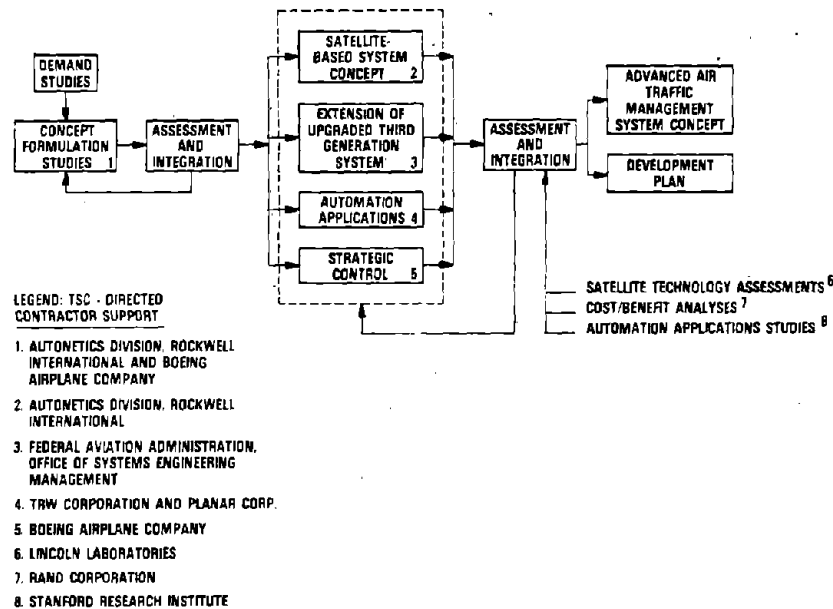 DEMAND
STUDIES
CONCEPT
FORMULATION
STUDIES 1
ASSESSMENT
AND
INTEGRATION
SATELLITE-
BASED SYSTEM
CONCEPT 2
EXTENSION OF
UPGRADED THIRD
GENERATION
SYSTEM 3
AUTOMATION
APPLICATIONS 4
STRATEGIC
CONTROL 5
ASSESSMENT
AND
INTEGRATION
ADVANCED AIR
TRAFFIC
MANAGEMENT
SYSTEM CONCEPT
DEVELOPMENT
PLAN
SATELLITE TECHNOLOGY ASSESSMENTS 6
COST/BENEFIT ANALYSES 7
AUTOMATION APPLICATIONS STUDIES 8
LEGEND: TSC - DIRECTED
CONTRACTOR SUPPORT
1. AUTONETICS DIVISION, ROCKWELL
INTERNATIONAL AND BOEING
AIRPLANE COMPANY
2. AUTONETICS DIVISION, ROCKWELL
INTERNATIONAL
3. FEDERAL AVIATION ADMINISTRATION,
OFFICE OF SYSTEMS ENGINEERING
MANAGEMENT
4. TRW CORPORATION AND PLANAR CORP.
5. BOEING AIRPLANE COMPANY
6. LINCOLN LABORATORIES
7. RAND CORPORATION
8. STANFORD RESEARCH INSTITUTE